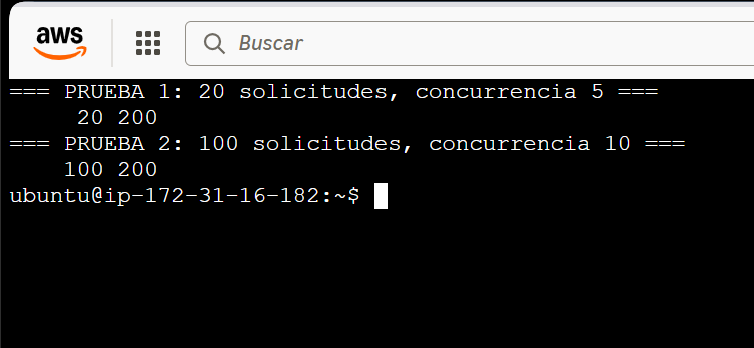 aws
Buscar
=== PRUEBA 1: 20 solicitudes, concurrencia 5 ===
     20 200
=== PRUEBA 2: 100 solicitudes, concurrencia 10 ===
    100 200
ubuntu@ip-172-31-16-182:~$